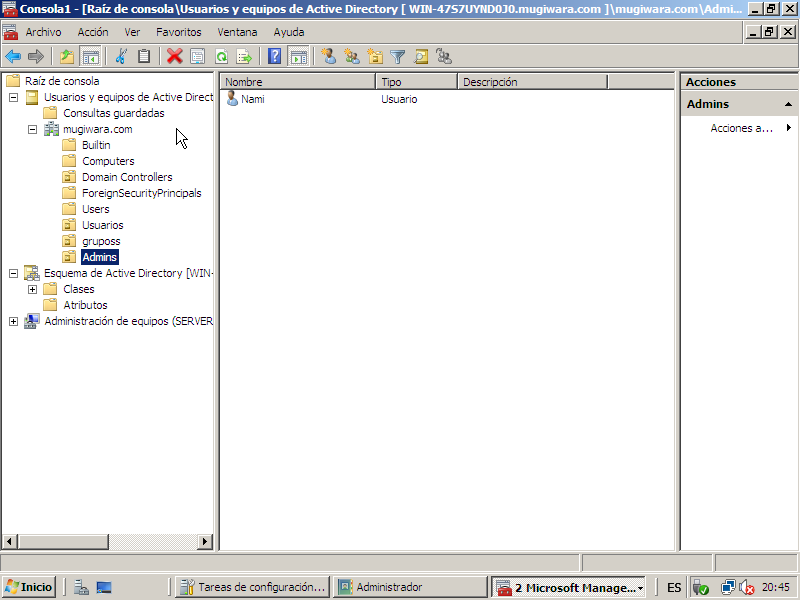 Consola1 - [Raíz de consola\Usuarios y equipos de Active Directory [ WIN-47S7UYND0J0.mugiwara.com ]\mugiwara.com\Admi...
Archivo Acción Ver Favoritos Ventana Ayuda
Raíz de consola
Usuarios y equipos de Active Direct
Consultas guardadas
mugiwara.com
Builtin
Computers
Domain Controllers
ForeignSecurityPrincipals
Users
Usuarios
gruposs
Admins
Esquema de Active Directory [WIN-
Clases
Atributos
Administración de equipos (SERVER
Nombre Tipo Descripción
Nami Usuario
Acciones
Admins
Acciones a...
Inicio Tareas de configuración... Administrador 2 Microsoft Manage... ES 20:45